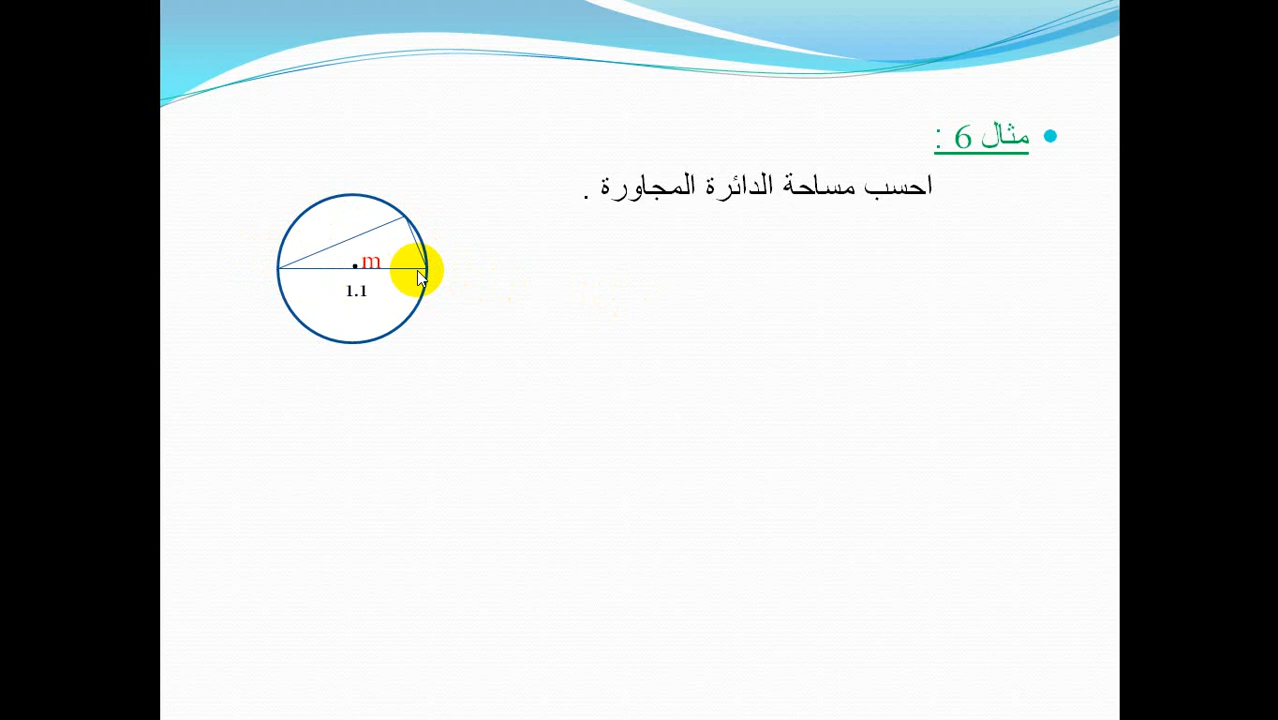 مثال 6 :
احسب مساحة الدائرة المجاورة .
m
1.1